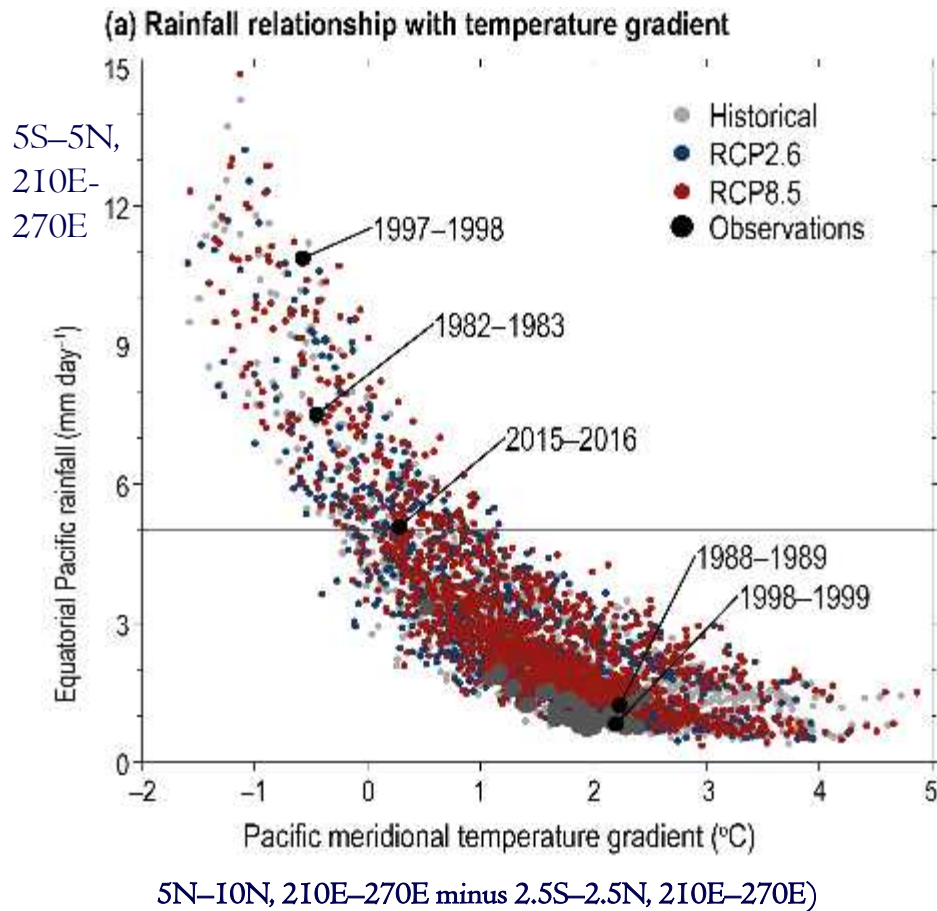 (a) Rainfall relationship with temperature gradient
15
5S–5N,
210E-
270E
Historical
RCP2.6
RCP8.5
Observations
12
1997–1998
1982–1983
9
2015–2016
6
1988–1989
1998–1999
3
0
Equatorial Pacific rainfall (mm day⁻¹)
−2 −1 0 1 2 3 4 5
Pacific meridional temperature gradient (°C)
5N–10N, 210E–270E minus 2.5S–2.5N, 210E–270E)